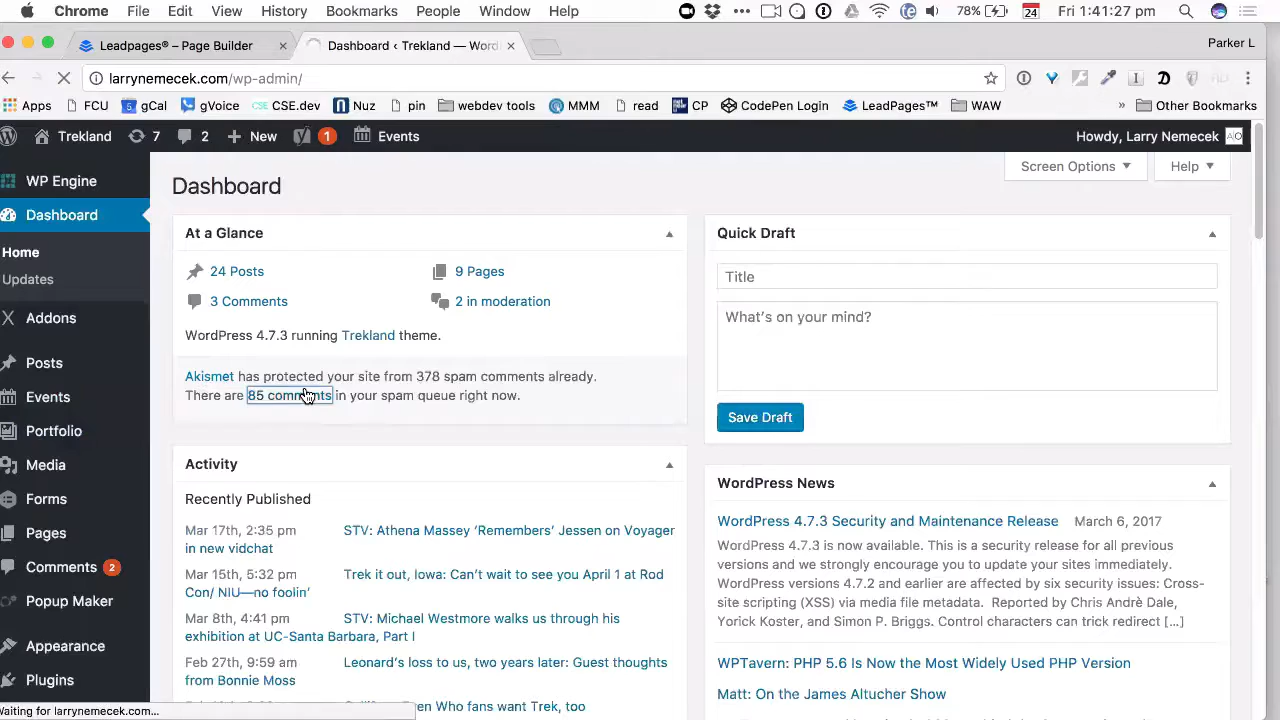 Chrome File Edit View History Bookmarks People Window Help 78% 24 Fri 1:41:27 pm
Leadpages® – Page Builder × Dashboard ‹ Trekland — Word × Parker L
larrynemecek.com/wp-admin/
Apps FCU gCal gVoice CSE.dev Nuz pin webdev tools MMM read CP CodePen Login LeadPages™ WAW » Other Bookmarks
Trekland 7 2 + New 1 Events Howdy, Larry Nemecek
Screen Options Help
WP Engine
Dashboard
Home
Updates
Addons
Posts
Events
Portfolio
Media
Forms
Pages
Comments 2
Popup Maker
Appearance
Plugins
Dashboard
At a Glance
24 Posts 9 Pages
3 Comments 2 in moderation
WordPress 4.7.3 running Trekland theme.
Akismet has protected your site from 378 spam comments already.
There are 85 comments in your spam queue right now.
Activity
Recently Published
Mar 17th, 2:35 pm STV: Athena Massey ‘Remembers’ Jessen on Voyager
in new vidchat
Mar 15th, 5:32 pm Trek it out, Iowa: Can’t wait to see you April 1 at Rod
Con/ NIU—no foolin’
Mar 8th, 4:41 pm STV: Michael Westmore walks us through his
exhibition at UC-Santa Barbara, Part I
Feb 27th, 9:59 am Leonard’s loss to us, two years later: Guest thoughts
from Bonnie Moss
Even Who fans want Trek, too
Quick Draft
Title
What’s on your mind?
Save Draft
WordPress News
WordPress 4.7.3 Security and Maintenance Release March 6, 2017
WordPress 4.7.3 is now available. This is a security release for all previous
versions and we strongly encourage you to update your sites immediately.
WordPress versions 4.7.2 and earlier are affected by six security issues: Cross-
site scripting (XSS) via media file metadata. Reported by Chris Andrè Dale,
Yorick Koster, and Simon P. Briggs. Control characters can trick redirect […]
WPTavern: PHP 5.6 Is Now the Most Widely Used PHP Version
Matt: On the James Altucher Show
Waiting for larrynemecek.com...